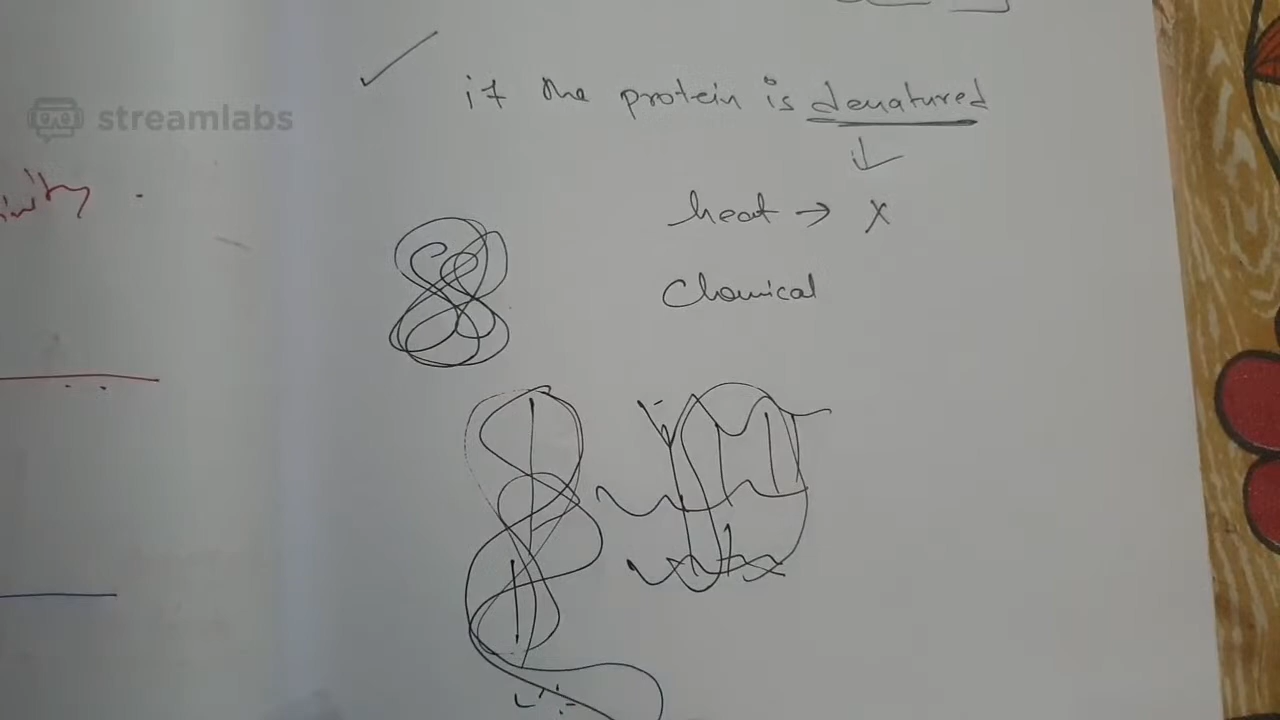 if the protein is denatured
streamlabs
heat → X
Chemical